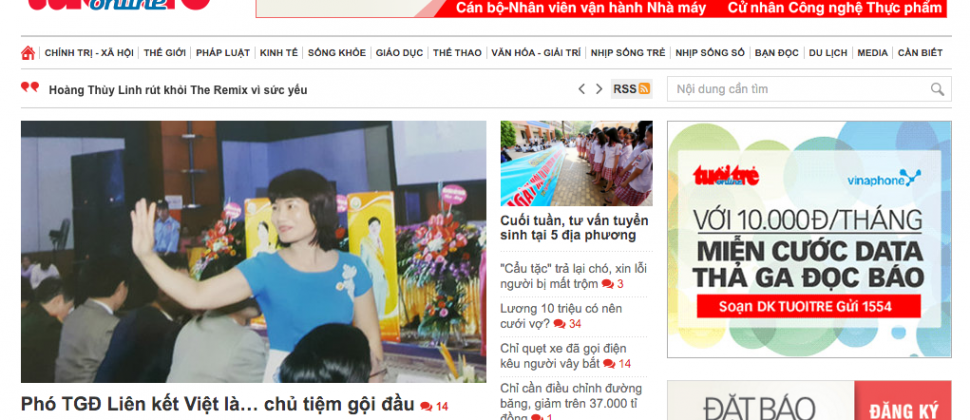 tuổi trẻ
online
Cán bộ-Nhân viên vận hành Nhà máy Cử nhân Công nghệ Thực phẩm
CHÍNH TRỊ - XÃ HỘI THẾ GIỚI PHÁP LUẬT KINH TẾ SỐNG KHỎE GIÁO DỤC THỂ THAO VĂN HÓA - GIẢI TRÍ NHỊP SỐNG TRẺ NHỊP SỐNG SỐ BẠN ĐỌC DU LỊCH MEDIA CẦN BIẾT
Hoàng Thùy Linh rút khỏi The Remix vì sức yếu
RSS
Nội dung cần tìm
Phó TGĐ Liên kết Việt là... chủ tiệm gội đầu 14
Cuối tuần, tư vấn tuyển
sinh tại 5 địa phương
"Cẩu tặc" trả lại chó, xin lỗi
người bị mất trộm 3
Lương 10 triệu có nên
cưới vợ? 34
Chỉ quẹt xe đã gọi điện
kêu người vây bắt 14
Chỉ cần điều chỉnh đường
băng, giảm trên 37.000 tỉ
đồng 1
tuổi trẻ
online
vinaphone
VỚI 10.000Đ/THÁNG
MIỄN CƯỚC DATA
THẢ GA ĐỌC BÁO
Soạn DK TUOITRE Gửi 1554
ĐẶT BÁO
ĐĂNG KÝ